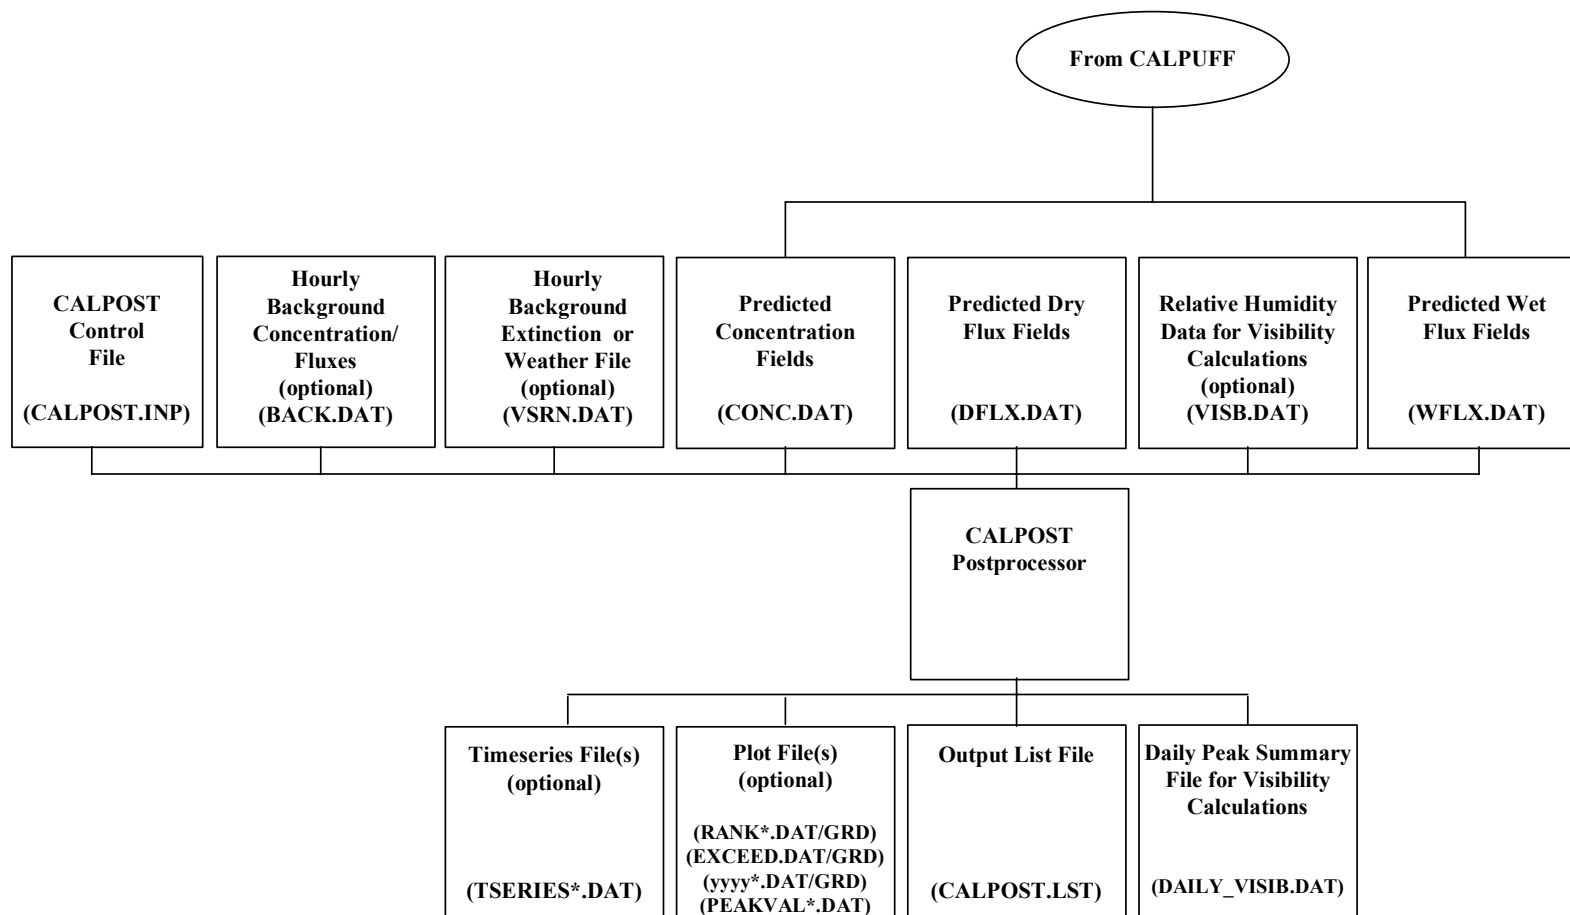 From CALPUFF
CALPOST
Control
File
(CALPOST.INP)
Hourly
Background
Concentration/
Fluxes
(optional)
(BACK.DAT)
Hourly
Background
Extinction or
Weather File
(optional)
(VSRN.DAT)
Predicted
Concentration
Fields
(CONC.DAT)
Predicted Dry
Flux Fields
(DFLX.DAT)
Relative Humidity
Data for Visibility
Calculations
(optional)
(VISB.DAT)
Predicted Wet
Flux Fields
(WFLX.DAT)
CALPOST
Postprocessor
Timeseries File(s)
(optional)
(TSERIES*.DAT)
Plot File(s)
(optional)
(RANK*.DAT/GRD)
(EXCEED.DAT/GRD)
(yyyy*.DAT/GRD)
(PEAKVAL*.DAT)
Output List File
(CALPOST.LST)
Daily Peak Summary
File for Visibility
Calculations
(DAILY_VISIB.DAT)